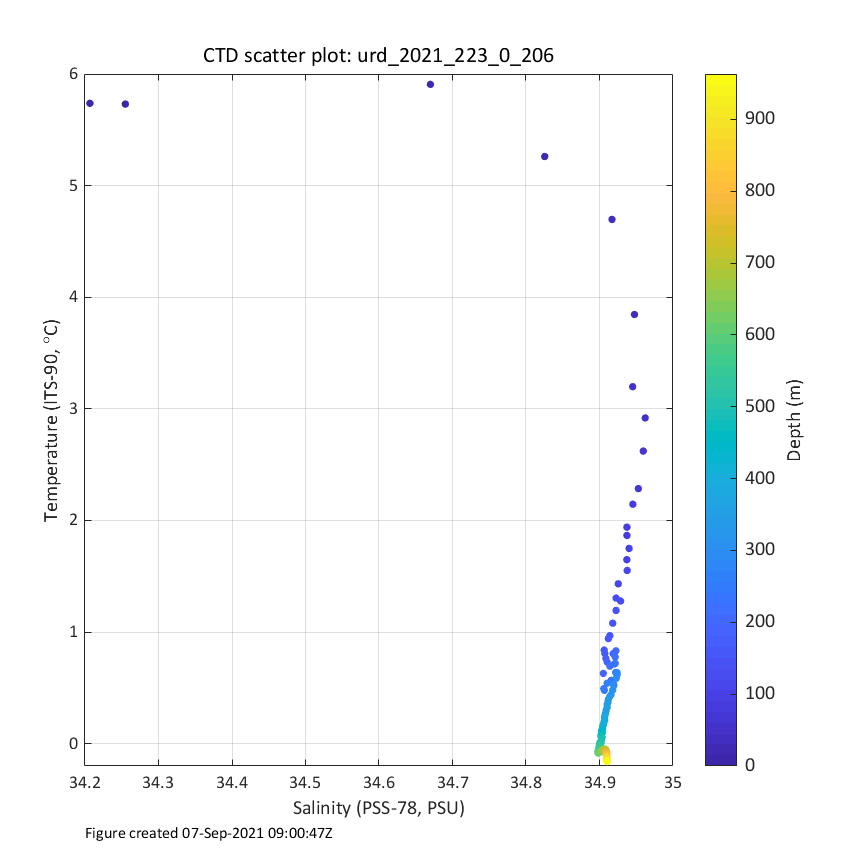 CTD scatter plot: urd_2021_223_0_206
6
5
4
3
2
1
0
Temperature (ITS-90, °C)
34.2 34.3 34.4 34.5 34.6 34.7 34.8 34.9 35
Salinity (PSS-78, PSU)
900
800
700
600
500
400
300
200
100
0
Depth (m)
Figure created 07-Sep-2021 09:00:47Z